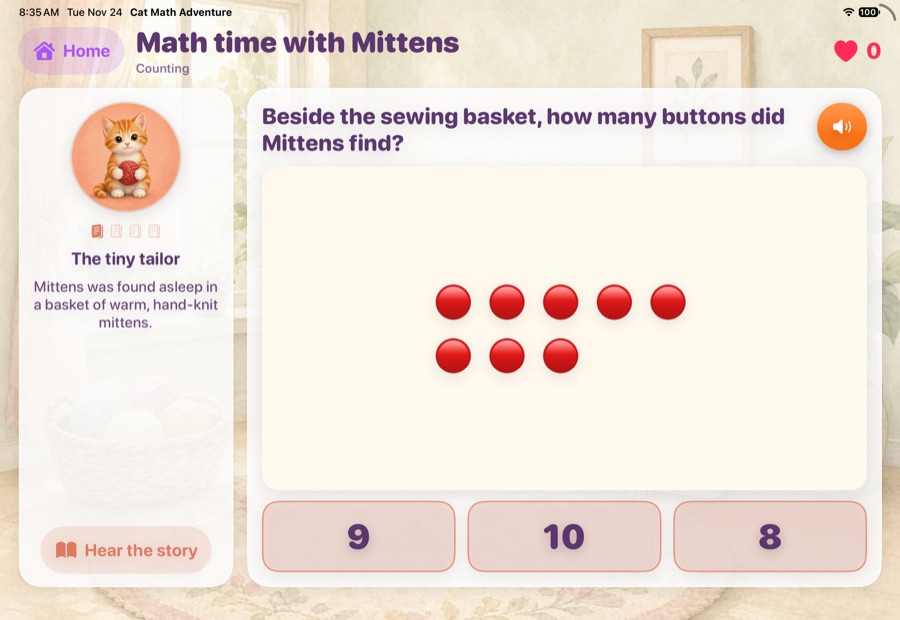 8:35 AM Tue Nov 24 Cat Math Adventure
100
Home
Math time with Mittens
Counting
0
The tiny tailor
Mittens was found asleep in
a basket of warm, hand-knit
mittens.
Hear the story
Beside the sewing basket, how many buttons did
Mittens find?
9
10
8